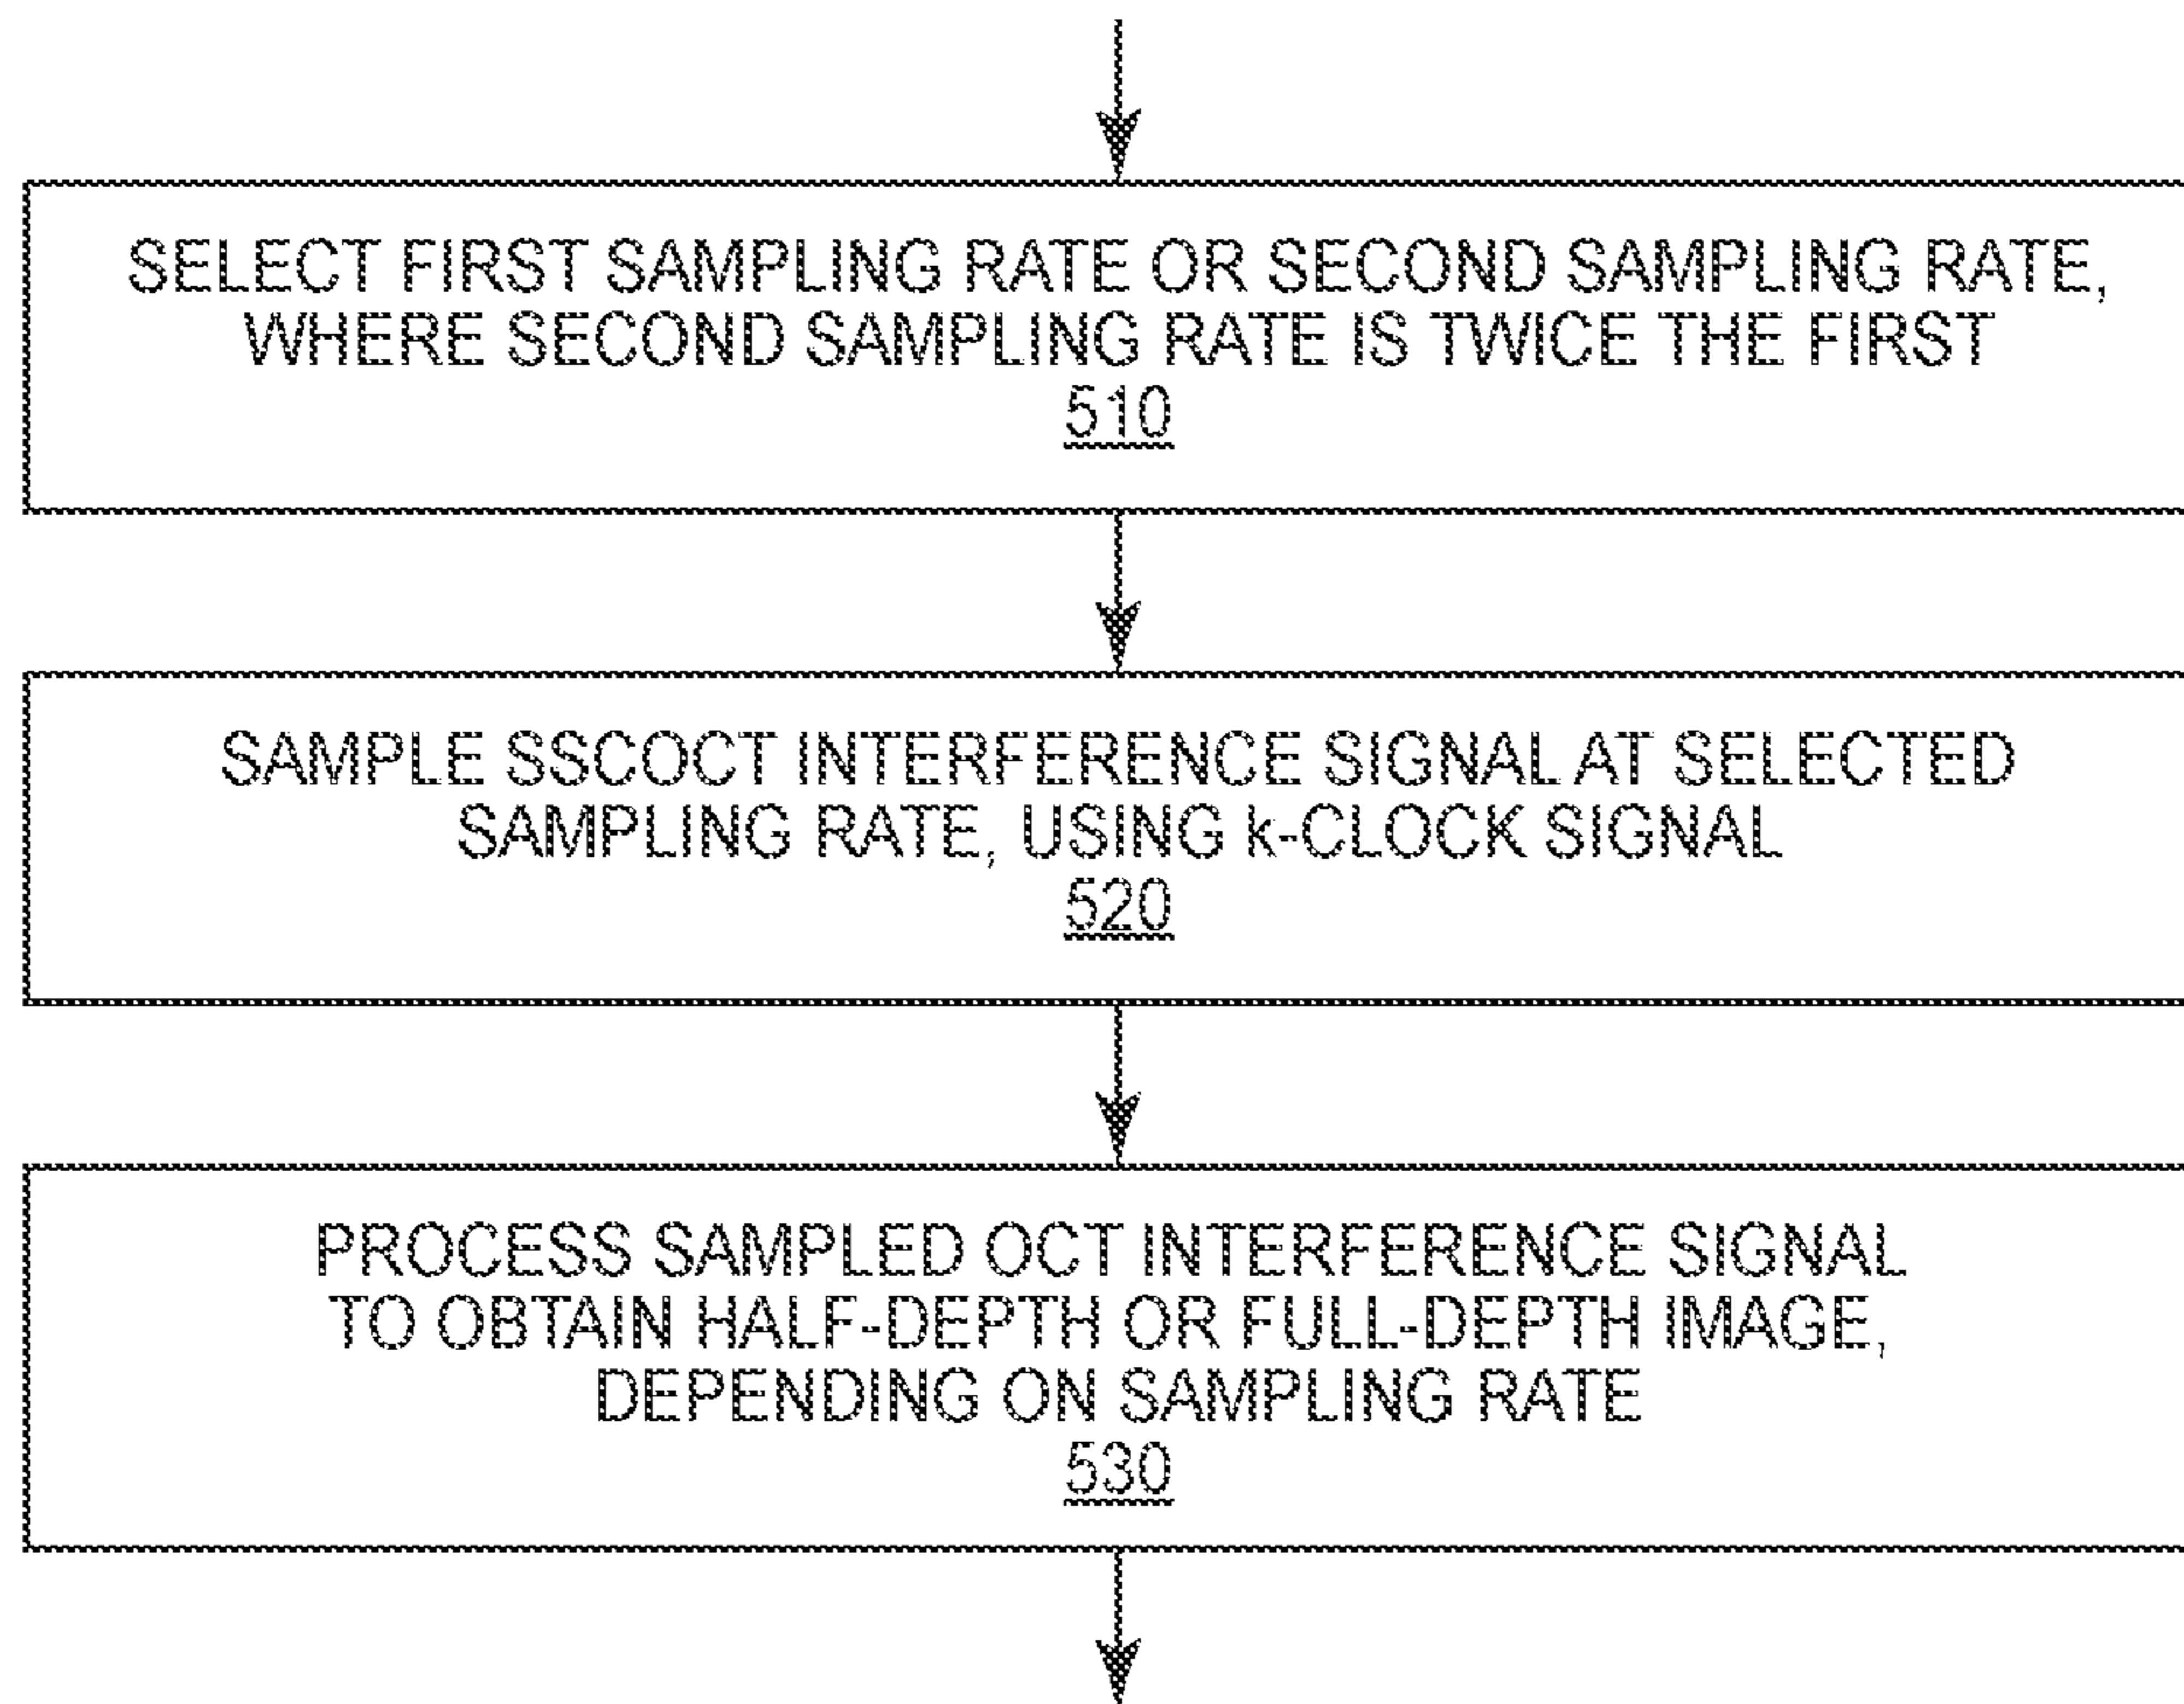 SELECT FIRST SAMPLING RATE OR SECOND SAMPLING RATE,
WHERE SECOND SAMPLING RATE IS TWICE THE FIRST
510
SAMPLE SSCOCT INTERFERENCE SIGNAL AT SELECTED
SAMPLING RATE, USING k-CLOCK SIGNAL
520
PROCESS SAMPLED OCT INTERFERENCE SIGNAL
TO OBTAIN HALF-DEPTH OR FULL-DEPTH IMAGE,
DEPENDING ON SAMPLING RATE
530